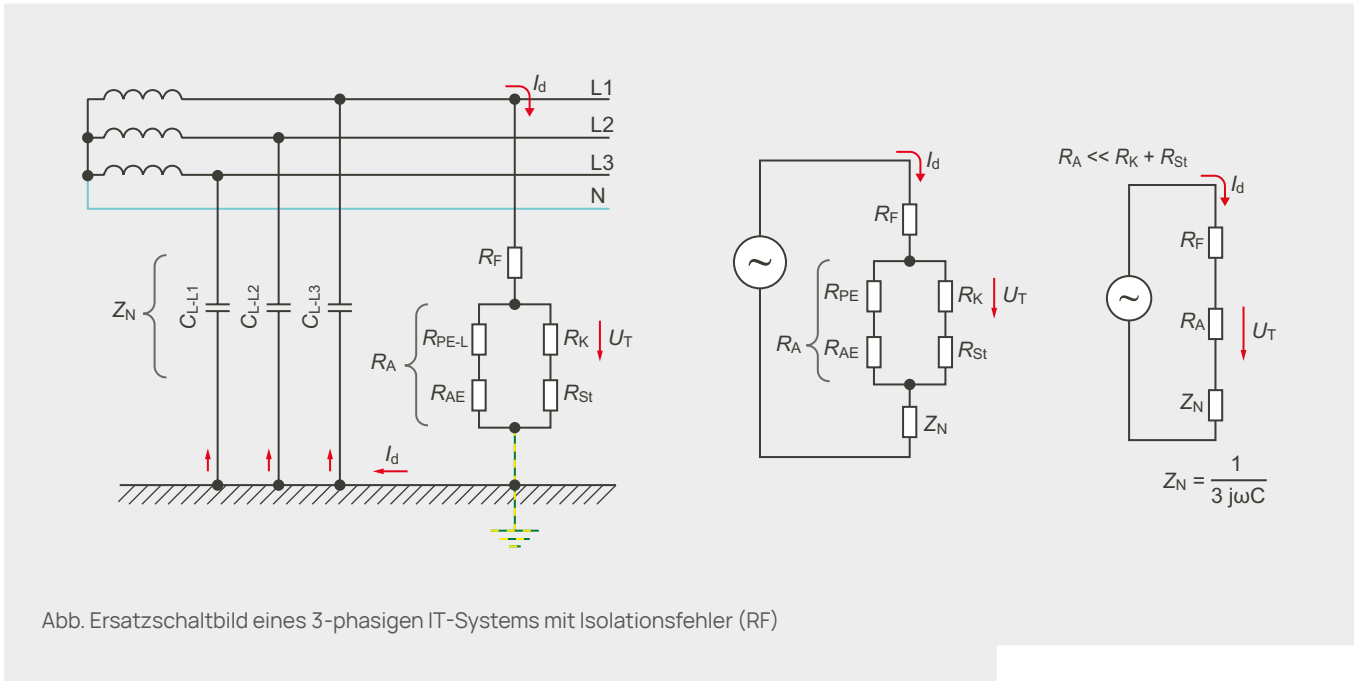 Id
L1
L2
L3
N
ZN
CL-L1
CL-L2
CL-L3
RF
RA
RPE-L
RAE
RK
RSt
UT
Id
Id
RF
RA
RPE
RAE
RK
RSt
UT
ZN
~
RA << RK + RSt
Id
RF
RA
UT
ZN
~
ZN = 1
3 jωC
Abb. Ersatzschaltbild eines 3-phasigen IT-Systems mit Isolationsfehler (RF)